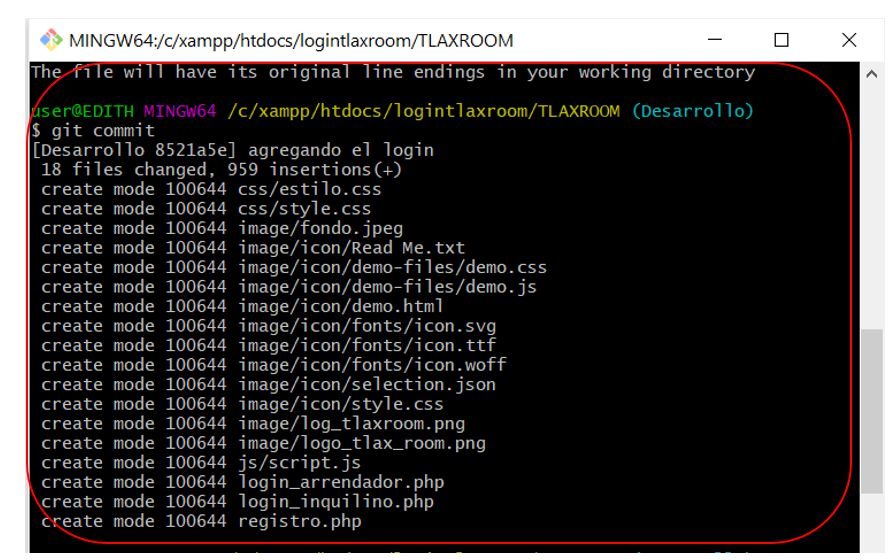 MINGW64:/c/xampp/htdocs/logintlaxroom/TLAXROOM
The file will have its original line endings in your working directory
user@EDITH MINGW64 /c/xampp/htdocs/logintlaxroom/TLAXROOM (Desarrollo)
$ git commit
[Desarrollo 8521a5e] agregando el login
18 files changed, 959 insertions(+)
create mode 100644 css/estilo.css
create mode 100644 css/style.css
create mode 100644 image/fondo.jpeg
create mode 100644 image/icon/Read Me.txt
create mode 100644 image/icon/demo-files/demo.css
create mode 100644 image/icon/demo-files/demo.js
create mode 100644 image/icon/demo.html
create mode 100644 image/icon/fonts/icon.svg
create mode 100644 image/icon/fonts/icon.ttf
create mode 100644 image/icon/fonts/icon.woff
create mode 100644 image/icon/selection.json
create mode 100644 image/icon/style.css
create mode 100644 image/log_tlaxroom.png
create mode 100644 image/logo_tlax_room.png
create mode 100644 js/script.js
create mode 100644 login_arrendador.php
create mode 100644 login_inquilino.php
create mode 100644 registro.php